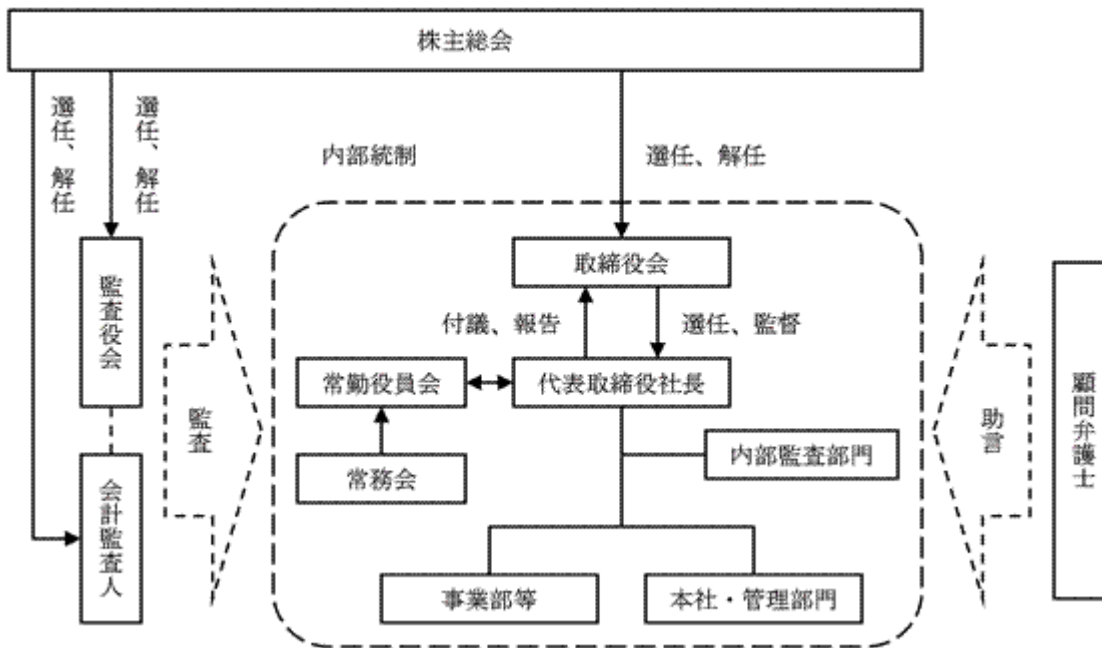 株主総会
選任、解任
選任、解任
内部統制
選任、解任
取締役会
監査役会
付議、報告
選任、監督
常勤役員会
代表取締役社長
監査
助言
顧問弁護士
内部監査部門
常務会
会計監査人
事業部等
本社・管理部門